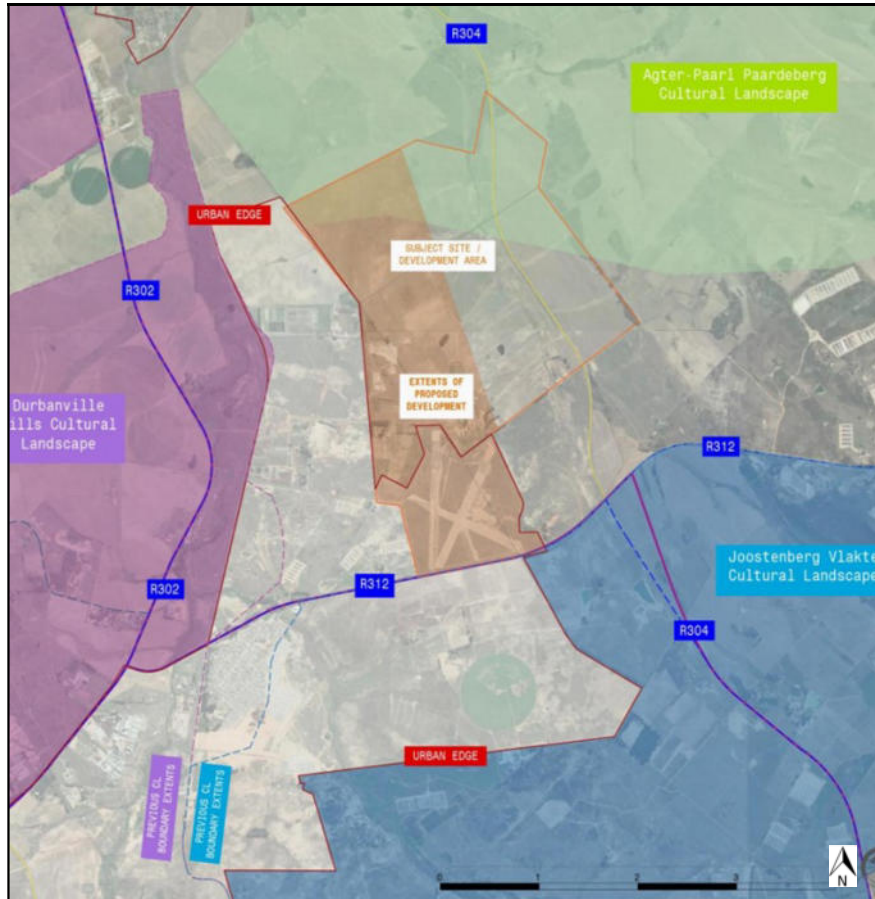 R304
Agter-Paarl Paardeberg
Cultural Landscape
URBAN EDGE
SUBJECT SITE /
DEVELOPMENT AREA
R302
EXTENTS OF
PROPOSED
DEVELOPMENT
Durbanville
ills Cultural
Landscape
R312
Joostenberg Vlakte
Cultural Landscape
R302
R312
R304
URBAN EDGE
PREVIOUS CL
BOUNDARY EXTENTS
PREVIOUS CL
BOUNDARY EXTENTS
0 1 2 3
N